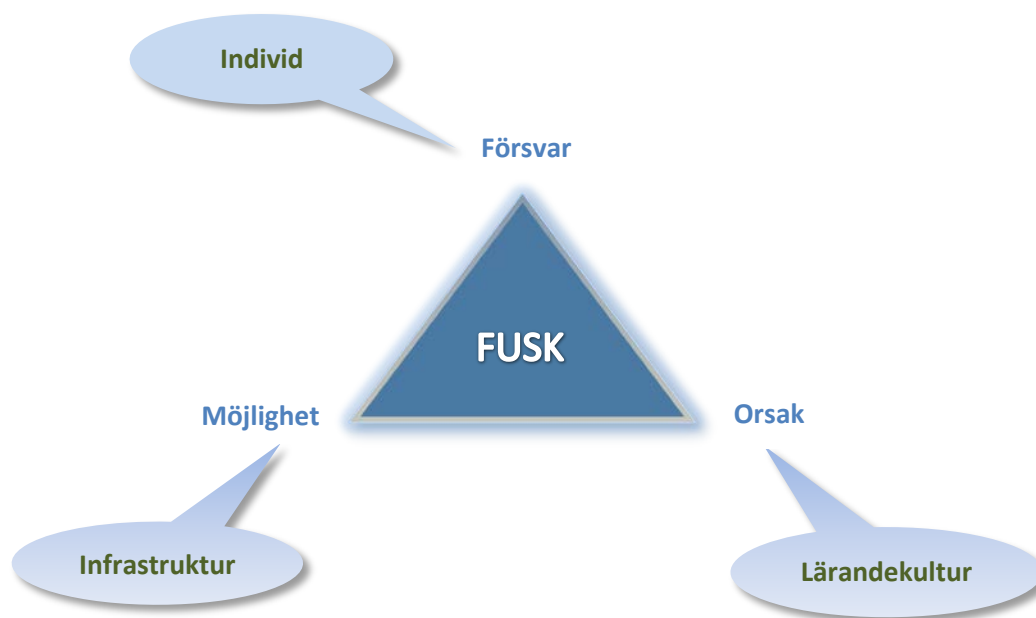 Individ
Försvar
FUSK
Möjlighet
Orsak
Infrastruktur
Lärandekultur